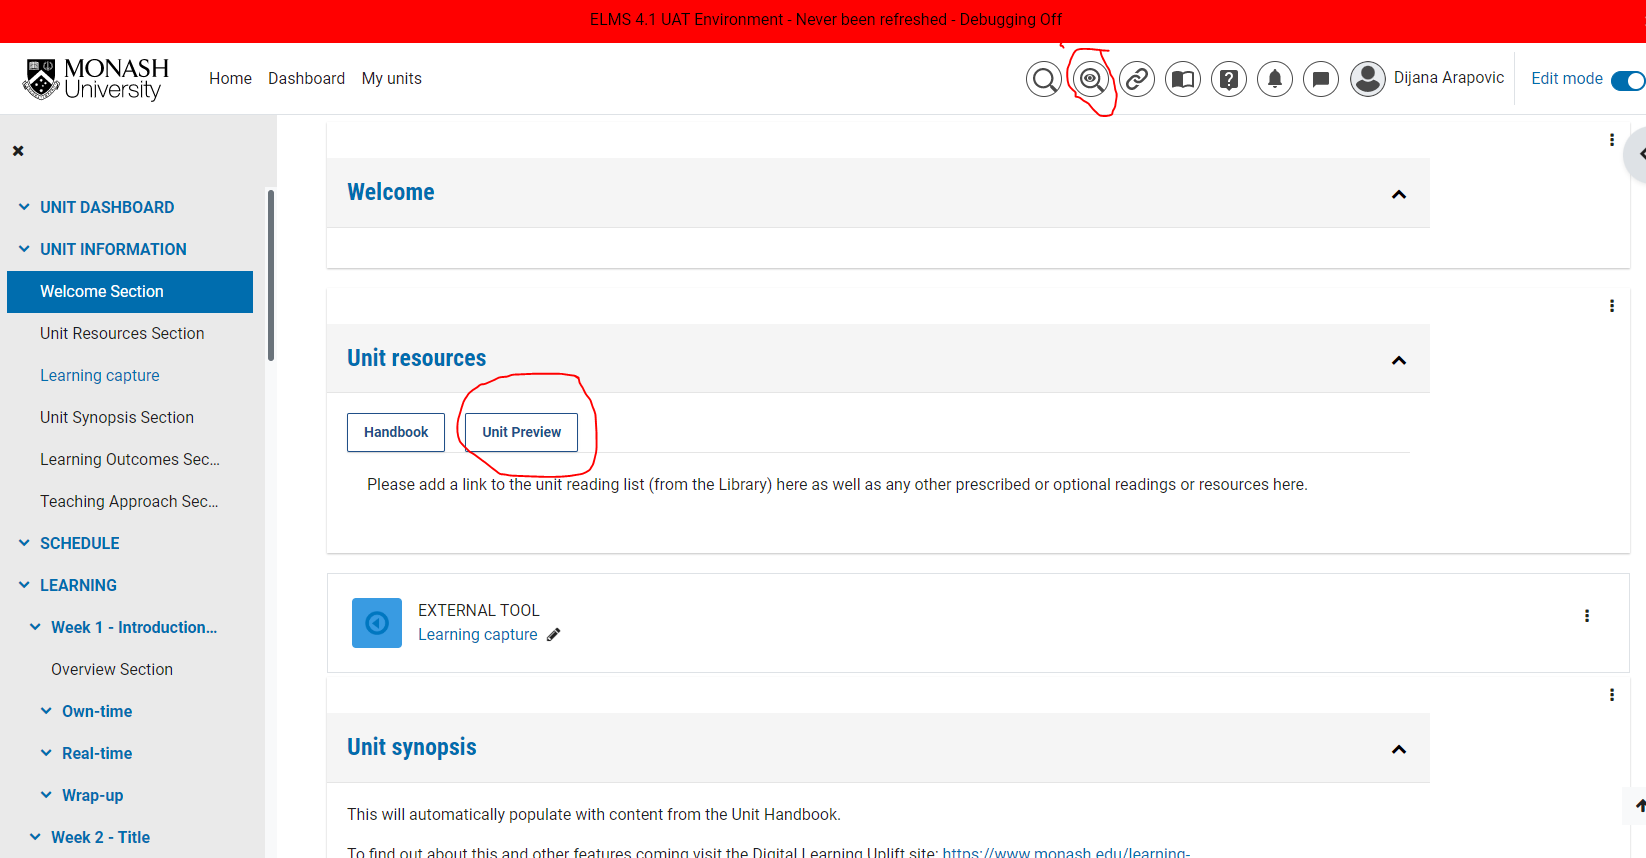 ELMS 4.1 UAT Environment - Never been refreshed - Debugging Off
MONASH
University
Home Dashboard My units
Dijana Arapovic
Edit mode
UNIT DASHBOARD
UNIT INFORMATION
Welcome Section
Unit Resources Section
Learning capture
Unit Synopsis Section
Learning Outcomes Sec...
Teaching Approach Sec...
SCHEDULE
LEARNING
Week 1 - Introduction...
Overview Section
Own-time
Real-time
Wrap-up
Week 2 - Title
Welcome
Unit resources
Handbook Unit Preview
Please add a link to the unit reading list (from the Library) here as well as any other prescribed or optional readings or resources here.
EXTERNAL TOOL
Learning capture
Unit synopsis
This will automatically populate with content from the Unit Handbook.
To find out about this and other features coming visit the Digital Learning Uplift site: https://www.monash.edu/learning-